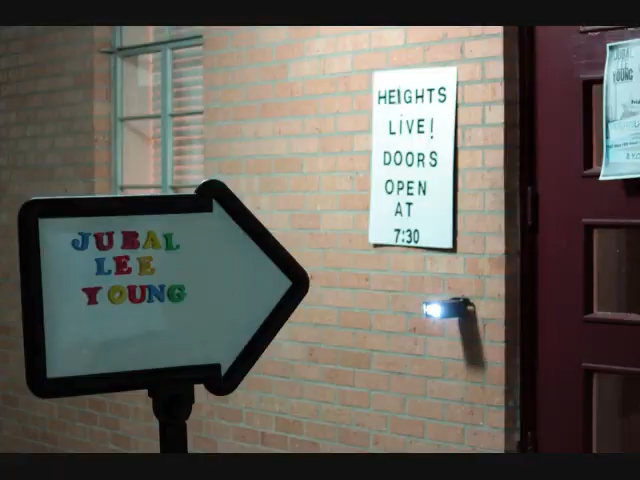 JUBAL
LEE
YOUNG
HEIGHTS
LIVE!
DOORS
OPEN
AT
7:30
JUBAL
YOUNG